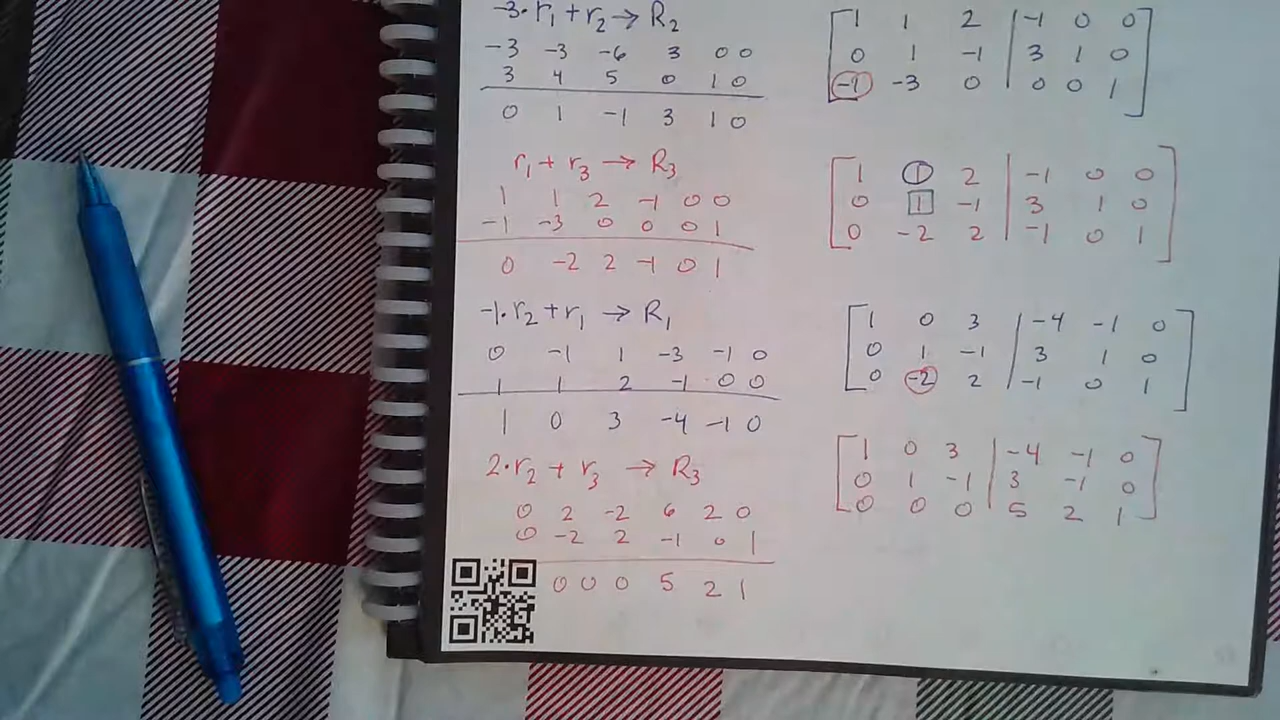 -3·r₁ + r₂ → R₂
-3 -3 -6 3 0 0
3 4 5 0 1 0
0 1 -1 3 1 0
r₁ + r₃ → R₃
1 1 2 -1 0 0
-1 -3 0 0 0 1
0 -2 2 -1 0 1
-1·r₂ + r₁ → R₁
0 -1 1 -3 -1 0
1 1 2 -1 0 0
1 0 3 -4 -1 0
2·r₂ + r₃ → R₃
0 2 -2 6 2 0
0 -2 2 -1 0 1
0 0 0 5 2 1
1 1 2 | -1 0 0
0 1 -1 | 3 1 0
-1 -3 0 | 0 0 1
1 1 2 | -1 0 0
0 1 -1 | 3 1 0
0 -2 2 | -1 0 1
1 0 3 | -4 -1 0
0 1 -1 | 3 1 0
0 -2 2 | -1 0 1
1 0 3 | -4 -1 0
0 1 -1 | 3 -1 0
0 0 0 | 5 2 1